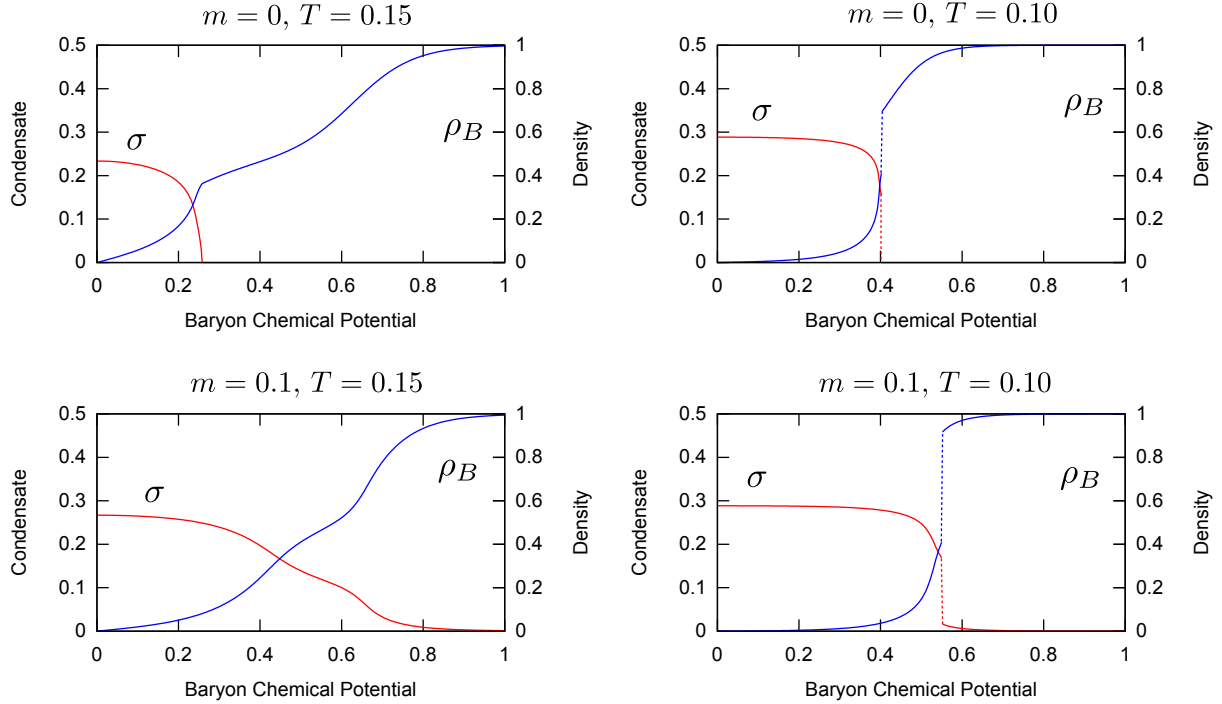 m = 0, T = 0.15
0.5
0.4
0.3
0.2
0.1
0
1
0.8
0.6
0.4
0.2
0
Condensate
Density
σ
ρB
0 0.2 0.4 0.6 0.8 1
Baryon Chemical Potential
m = 0, T = 0.10
0.5
0.4
0.3
0.2
0.1
0
1
0.8
0.6
0.4
0.2
0
Condensate
Density
σ
ρB
0 0.2 0.4 0.6 0.8 1
Baryon Chemical Potential
m = 0.1, T = 0.15
0.5
0.4
0.3
0.2
0.1
0
1
0.8
0.6
0.4
0.2
0
Condensate
Density
σ
ρB
0 0.2 0.4 0.6 0.8 1
Baryon Chemical Potential
m = 0.1, T = 0.10
0.5
0.4
0.3
0.2
0.1
0
1
0.8
0.6
0.4
0.2
0
Condensate
Density
σ
ρB
0 0.2 0.4 0.6 0.8 1
Baryon Chemical Potential